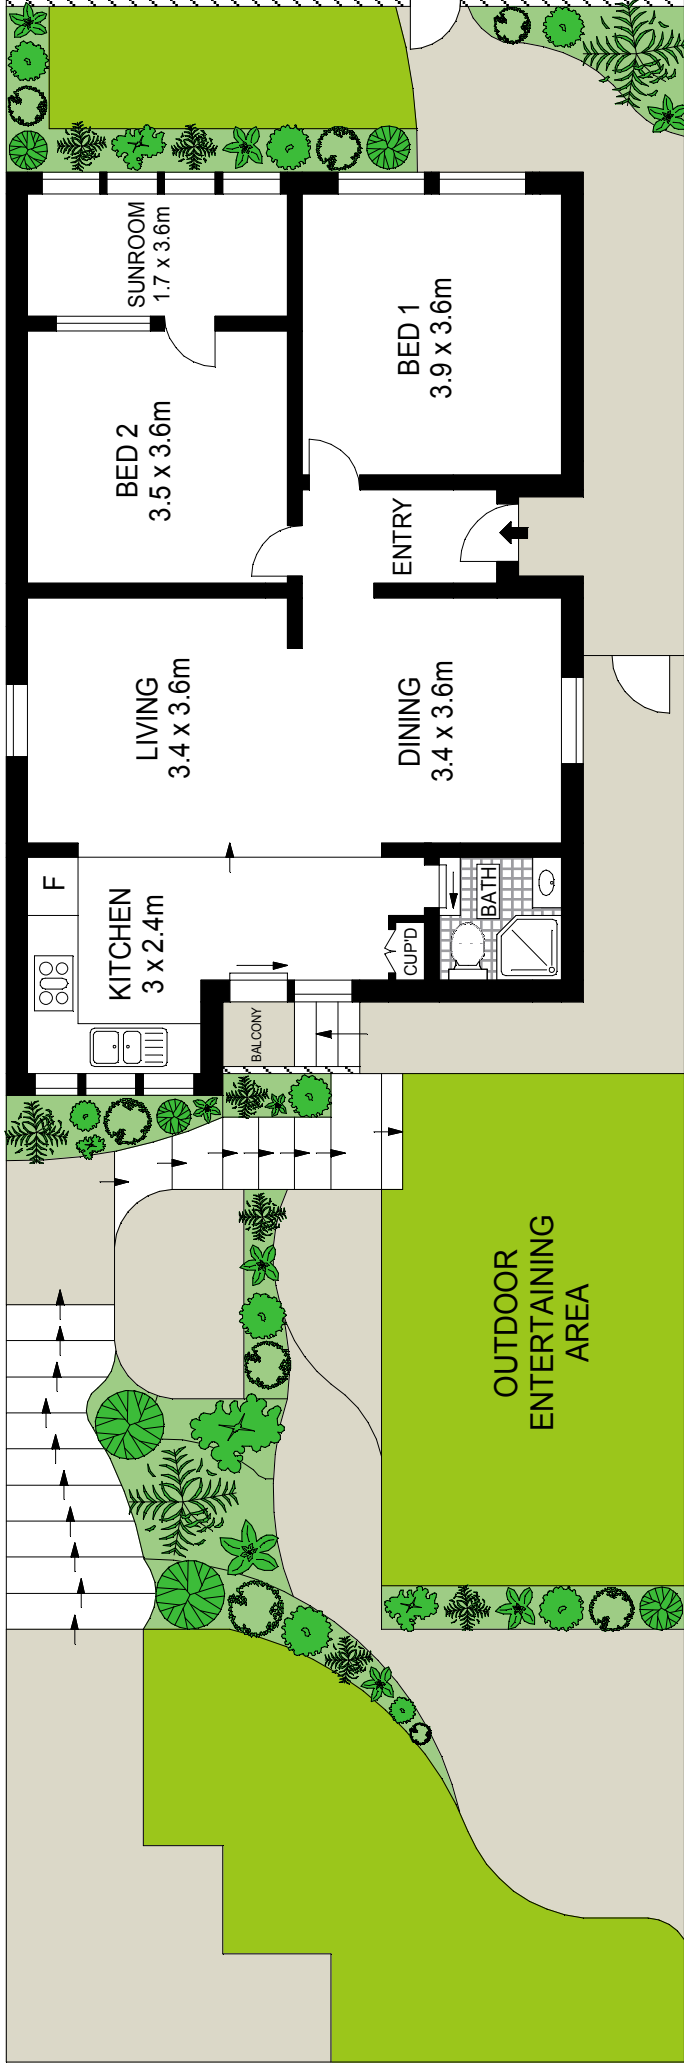 SUNROOM
1.7 x 3.6m
BED 1
3.9 x 3.6m
BED 2
3.5 x 3.6m
ENTRY
LIVING
3.4 x 3.6m
DINING
3.4 x 3.6m
F
KITCHEN
3 x 2.4m
BATH
CUP'D
BALCONY
OUTDOOR
ENTERTAINING
AREA